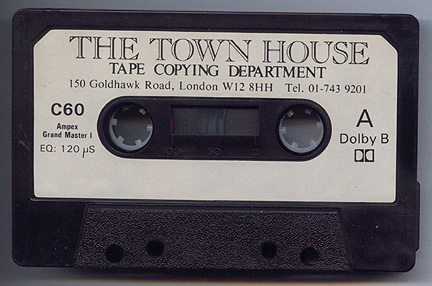 THE TOWN HOUSE
TAPE COPYING DEPARTMENT
150 Goldhawk Road, London W12 8HH Tel. 01-743 9201
C60
Ampex
Grand Master I
EQ: 120 µS
A
Dolby B